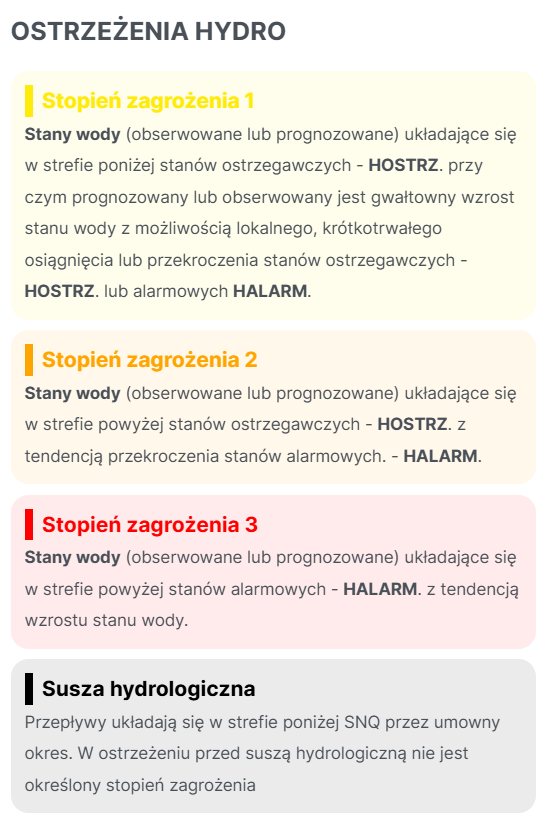 OSTRZEŻENIA HYDRO
Stopień zagrożenia 1
Stany wody (obserwowane lub prognozowane) układające się
w strefie poniżej stanów ostrzegawczych - HOSTRZ. przy
czym prognozowany lub obserwowany jest gwałtowny wzrost
stanu wody z możliwością lokalnego, krótkotrwałego
osiągnięcia lub przekroczenia stanów ostrzegawczych -
HOSTRZ. lub alarmowych HALARM.
Stopień zagrożenia 2
Stany wody (obserwowane lub prognozowane) układające się
w strefie powyżej stanów ostrzegawczych - HOSTRZ. z
tendencją przekroczenia stanów alarmowych. - HALARM.
Stopień zagrożenia 3
Stany wody (obserwowane lub prognozowane) układające się
w strefie powyżej stanów alarmowych - HALARM. z tendencją
wzrostu stanu wody.
Susza hydrologiczna
Przepływy układają się w strefie poniżej SNQ przez umowny
okres. W ostrzeżeniu przed suszą hydrologiczną nie jest
określony stopień zagrożenia